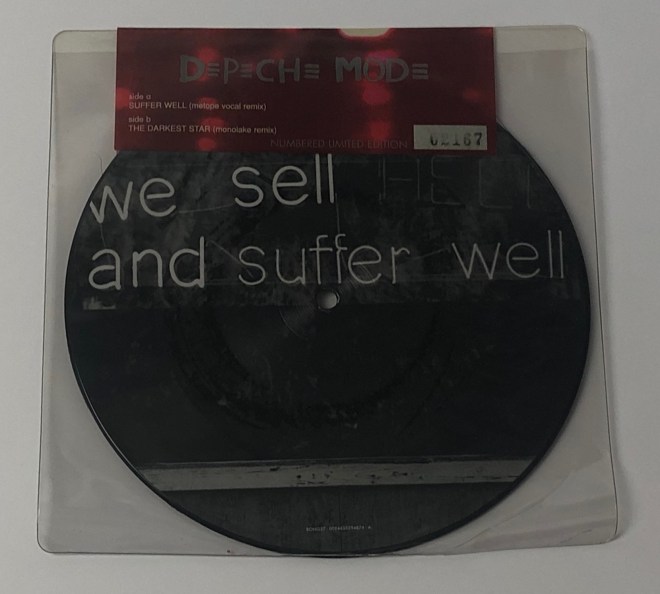 DEPECHE MODE
side a
SUFFER WELL (metope vocal remix)
side b
THE DARKEST STAR (monolake remix)
NUMBERED LIMITED EDITION
02167
we sell
and suffer well